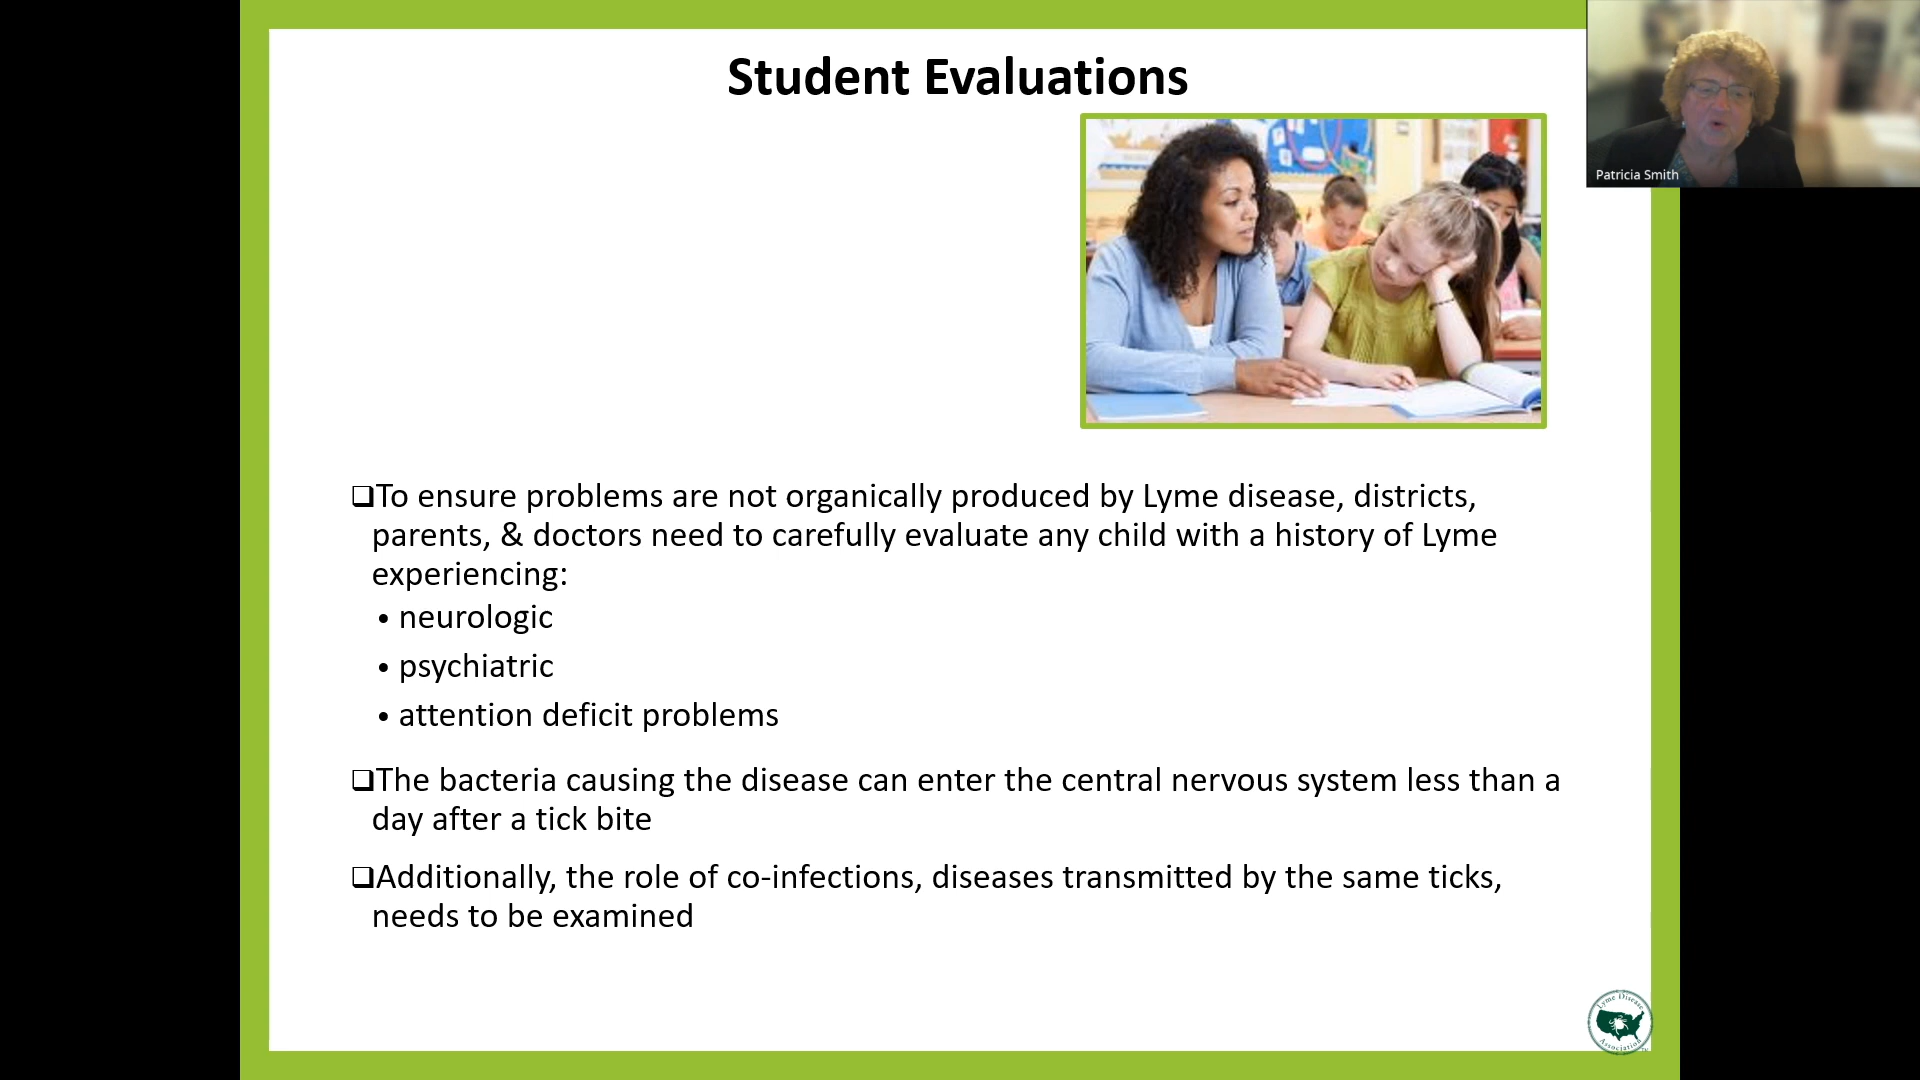 Student Evaluations
Patricia Smith
❑To ensure problems are not organically produced by Lyme disease, districts,
parents, & doctors need to carefully evaluate any child with a history of Lyme
experiencing:
• neurologic
• psychiatric
• attention deficit problems
❑The bacteria causing the disease can enter the central nervous system less than a
day after a tick bite
❑Additionally, the role of co-infections, diseases transmitted by the same ticks,
needs to be examined
Lyme Disease
Association